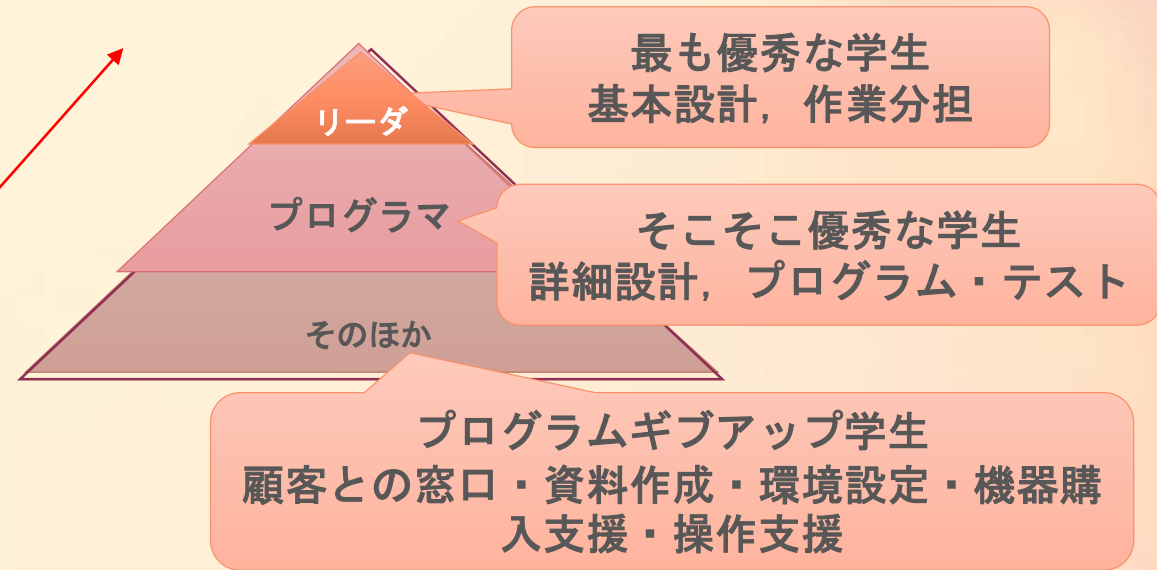 最も優秀な学生
基本設計，作業分担
リーダ
プログラマ
そこそこ優秀な学生
詳細設計，プログラム・テスト
そのほか
プログラムギブアップ学生
顧客との窓口・資料作成・環境設定・機器購
入支援・操作支援